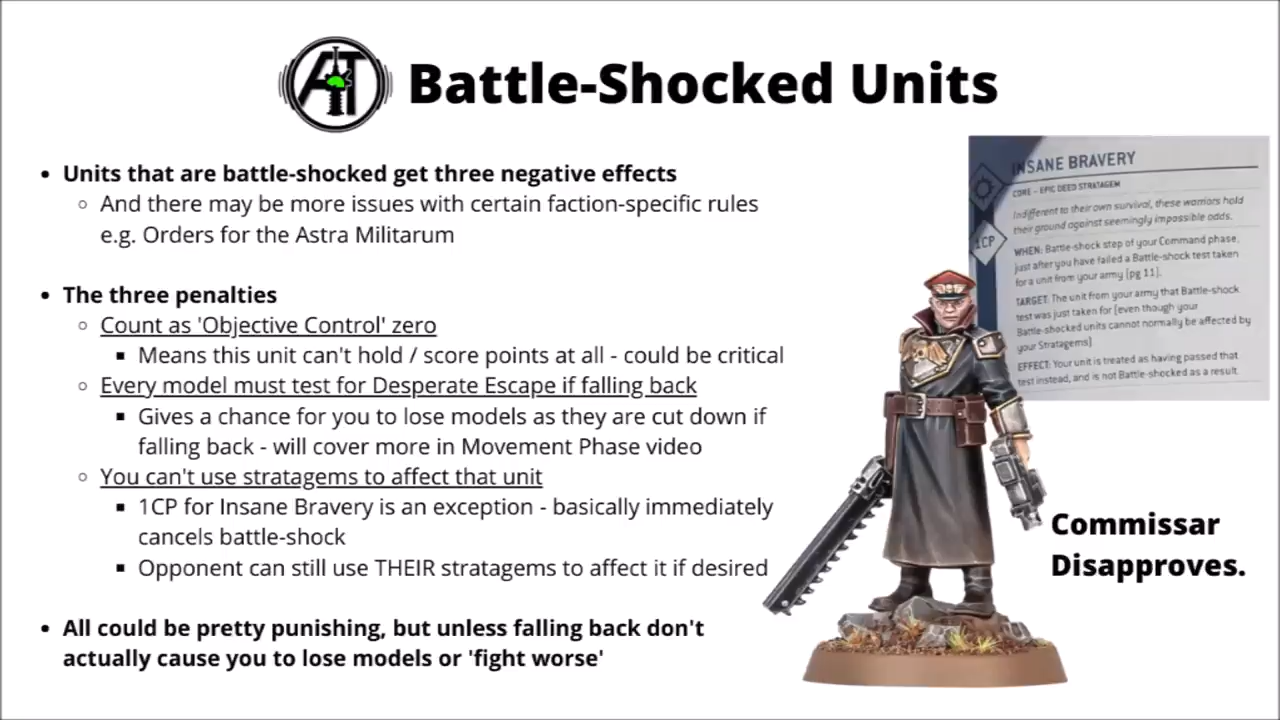 AT
Battle-Shocked Units
• Units that are battle-shocked get three negative effects
◦ And there may be more issues with certain faction-specific rules
e.g. Orders for the Astra Militarum
• The three penalties
◦ Count as 'Objective Control' zero
▪ Means this unit can't hold / score points at all - could be critical
◦ Every model must test for Desperate Escape if falling back
▪ Gives a chance for you to lose models as they are cut down if
falling back - will cover more in Movement Phase video
◦ You can't use stratagems to affect that unit
▪ 1CP for Insane Bravery is an exception - basically immediately
cancels battle-shock
▪ Opponent can still use THEIR stratagems to affect it if desired
• All could be pretty punishing, but unless falling back don't
actually cause you to lose models or 'fight worse'
INSANE BRAVERY
CORE – EPIC DEED STRATAGEM
Indifferent to their own survival, these warriors hold
their ground against seemingly impossible odds.
1CP
WHEN: Battle-shock step of your Command phase,
just after you have failed a Battle-shock test taken
for a unit from your army [pg 11].
TARGET: The unit from your army that Battle-shock
test was just taken for [even though your
Battle-shocked units cannot normally be affected by
your Stratagems]
EFFECT: Your unit is treated as having passed that
test instead, and is not Battle-shocked as a result.
Commissar
Disapproves.